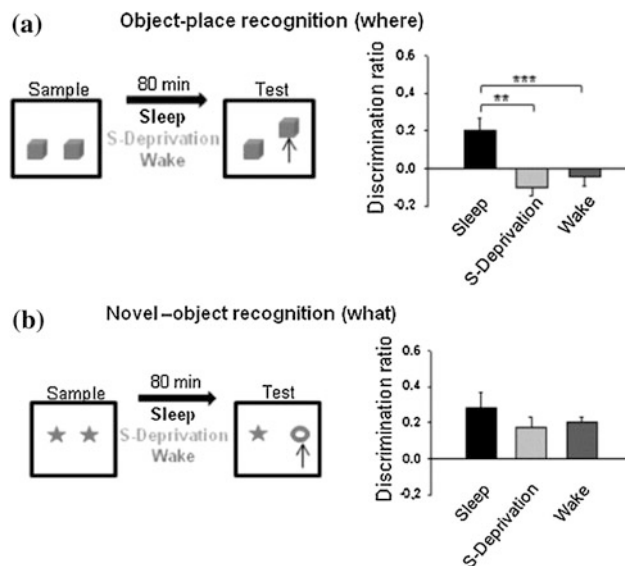 (a) Object-place recognition (where)
Sample 80 min Test
Sleep
S-Deprivation
Wake
Discrimination ratio
0.6
0.4
0.2
0.0
-0.2
***
**
Sleep
S-Deprivation
Wake
(b) Novel–object recognition (what)
Sample 80 min Test
Sleep
S-Deprivation
Wake
Discrimination ratio
0.6
0.4
0.2
0.0
-0.2
Sleep
S-Deprivation
Wake